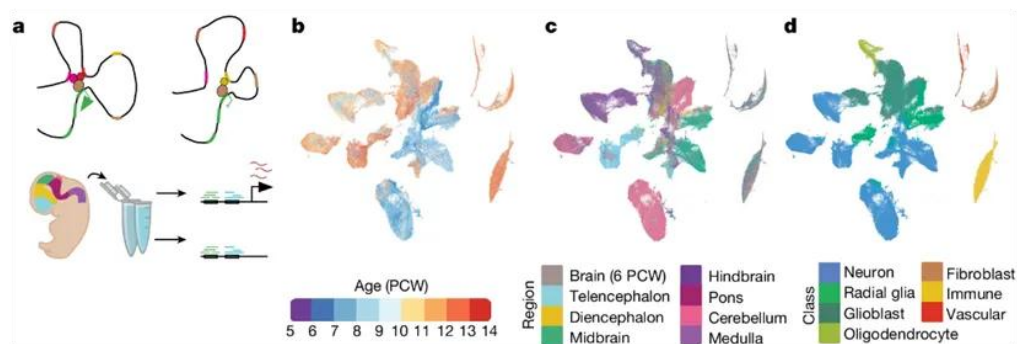 a
b
c
d
Age (PCW)
5 6 7 8 9 10 11 12 13 14
Region
Brain (6 PCW)
Telencephalon
Diencephalon
Midbrain
Hindbrain
Pons
Cerebellum
Medulla
Class
Neuron
Radial glia
Glioblast
Oligodendrocyte
Fibroblast
Immune
Vascular